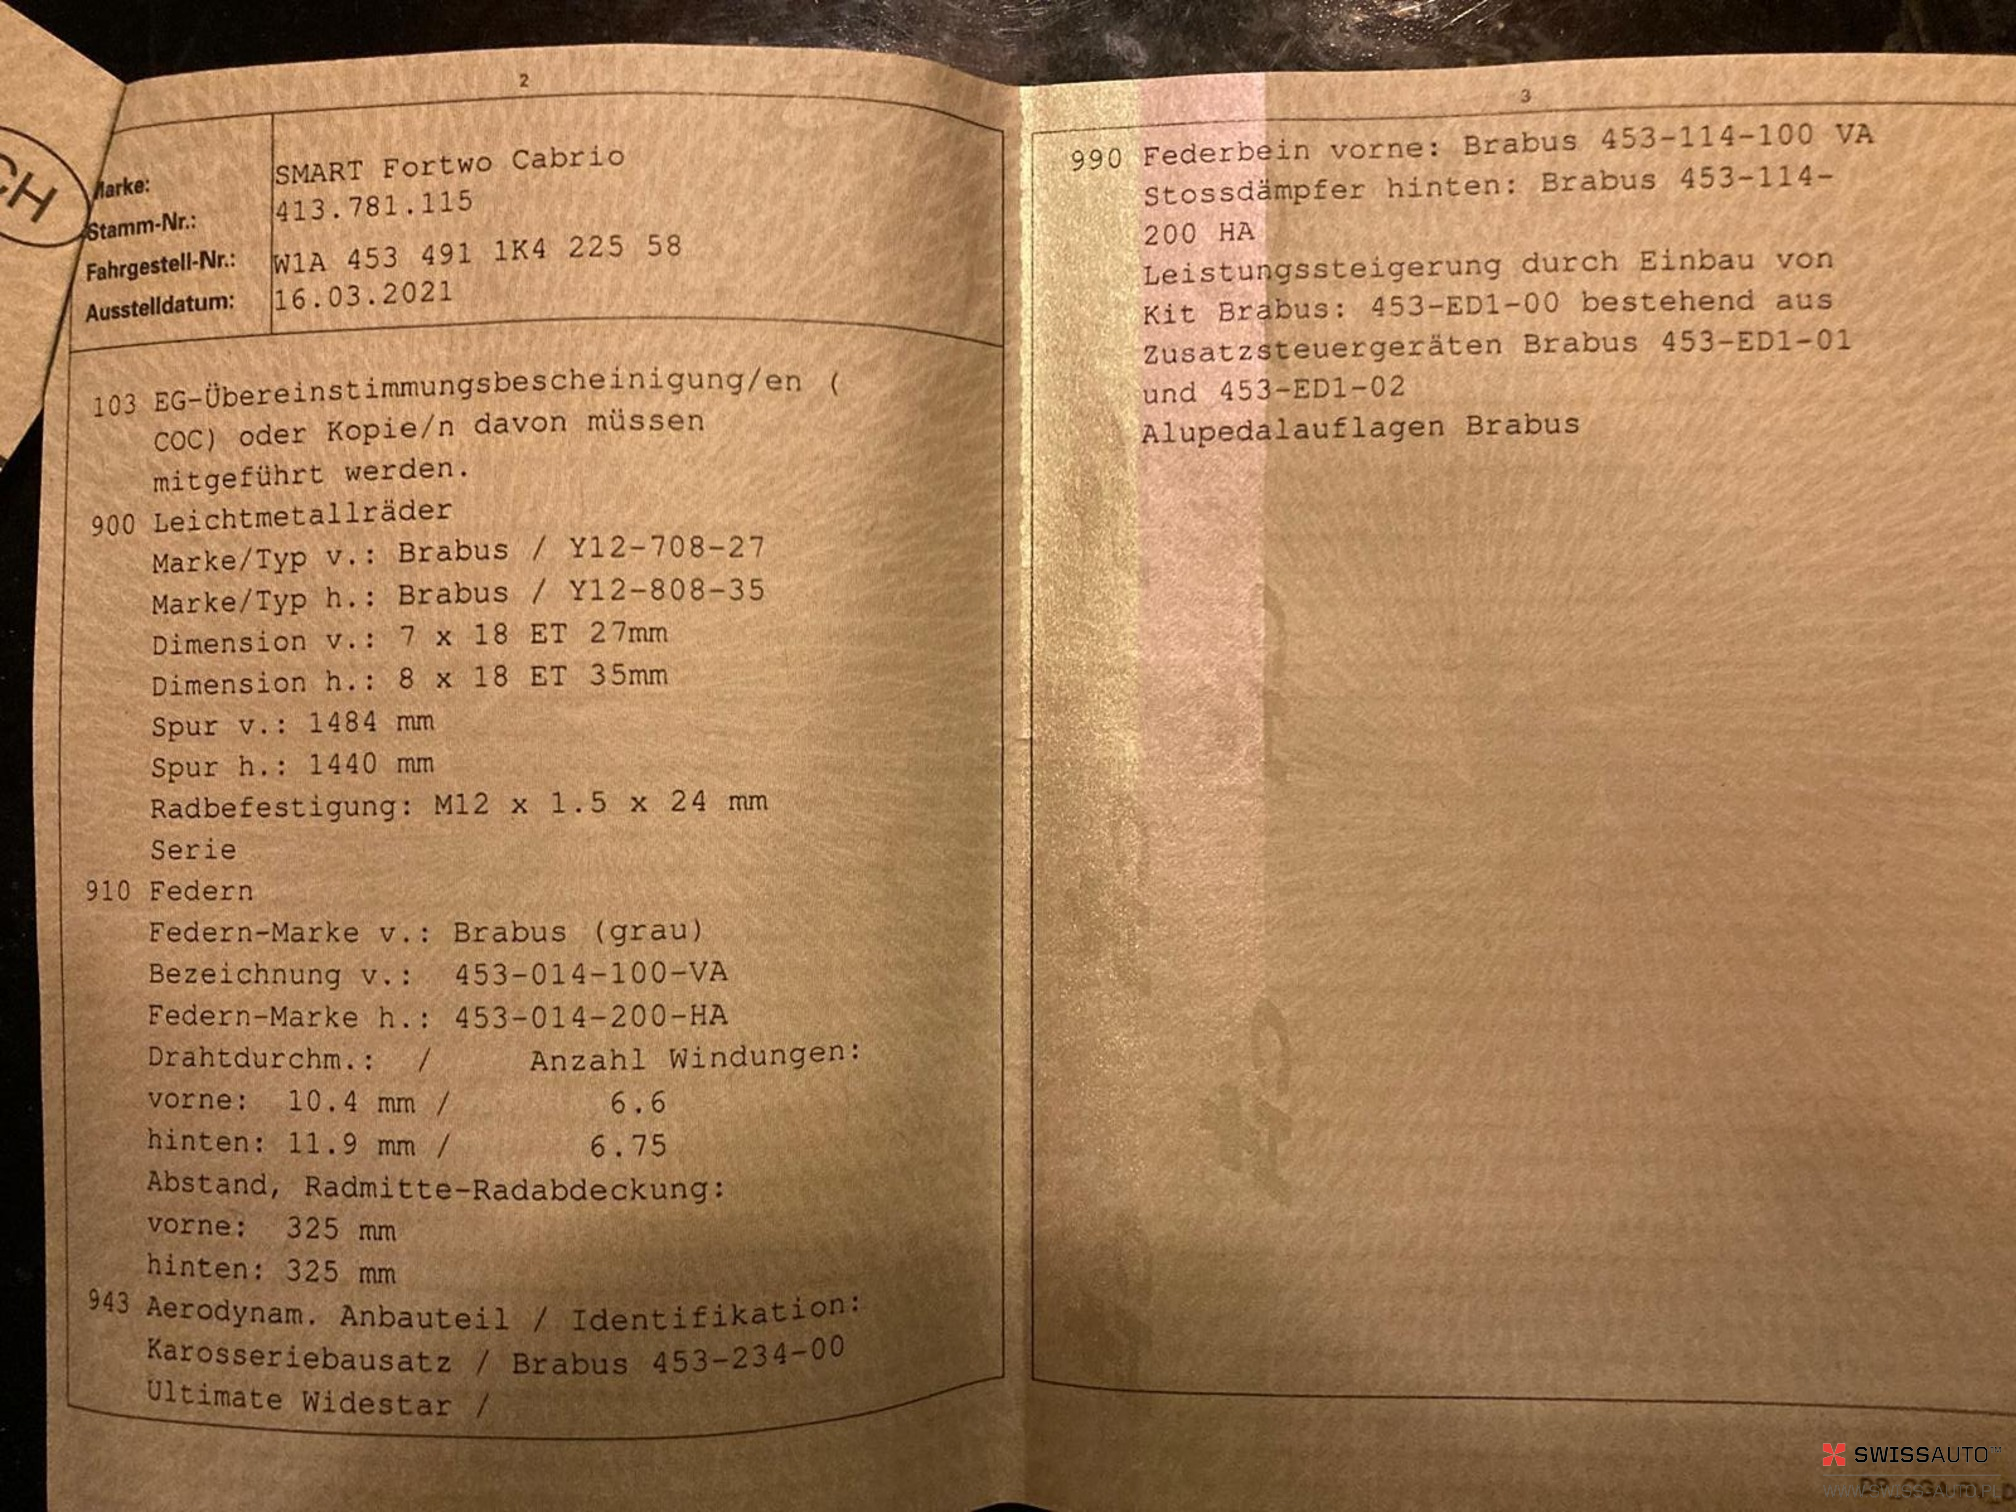 CH
2
Marke: SMART Fortwo Cabrio
Stamm-Nr.: 413.781.115
Fahrgestell-Nr.: W1A 453 491 1K4 225 58
Ausstelldatum: 16.03.2021
103 EG-Übereinstimmungsbescheinigung/en (
COC) oder Kopie/n davon müssen
mitgeführt werden.
900 Leichtmetallräder
Marke/Typ v.: Brabus / Y12-708-27
Marke/Typ h.: Brabus / Y12-808-35
Dimension v.: 7 x 18 ET 27mm
Dimension h.: 8 x 18 ET 35mm
Spur v.: 1484 mm
Spur h.: 1440 mm
Radbefestigung: M12 x 1.5 x 24 mm
Serie
910 Federn
Federn-Marke v.: Brabus (grau)
Bezeichnung v.: 453-014-100-VA
Federn-Marke h.: 453-014-200-HA
Drahtdurchm.: / Anzahl Windungen:
vorne: 10.4 mm / 6.6
hinten: 11.9 mm / 6.75
Abstand, Radmitte-Radabdeckung:
vorne: 325 mm
hinten: 325 mm
943 Aerodynam. Anbauteil / Identifikation:
Karosseriebausatz / Brabus 453-234-00
Ultimate Widestar /
3
990 Federbein vorne: Brabus 453-114-100 VA
Stossdämpfer hinten: Brabus 453-114-
200 HA
Leistungssteigerung durch Einbau von
Kit Brabus: 453-ED1-00 bestehend aus
Zusatzsteuergeräten Brabus 453-ED1-01
und 453-ED1-02
Alupedalauflagen Brabus
SWISSAUTO™
WWW.SWISSAUTO.PL